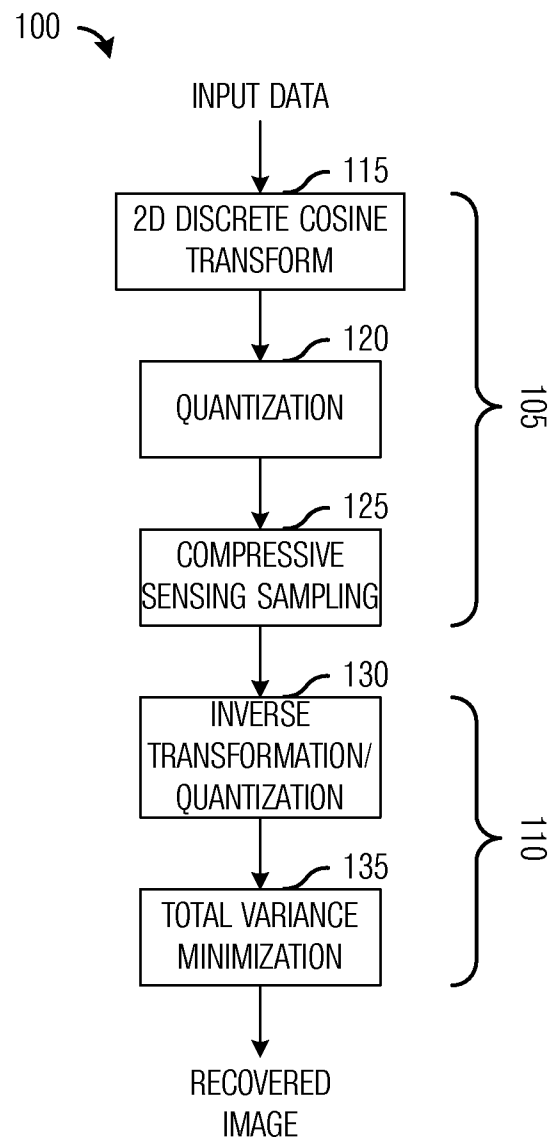 100
INPUT DATA
115
2D DISCRETE COSINE
TRANSFORM
120
QUANTIZATION
105
125
COMPRESSIVE
SENSING SAMPLING
130
INVERSE
TRANSFORMATION/
QUANTIZATION
110
135
TOTAL VARIANCE
MINIMIZATION
RECOVERED
IMAGE